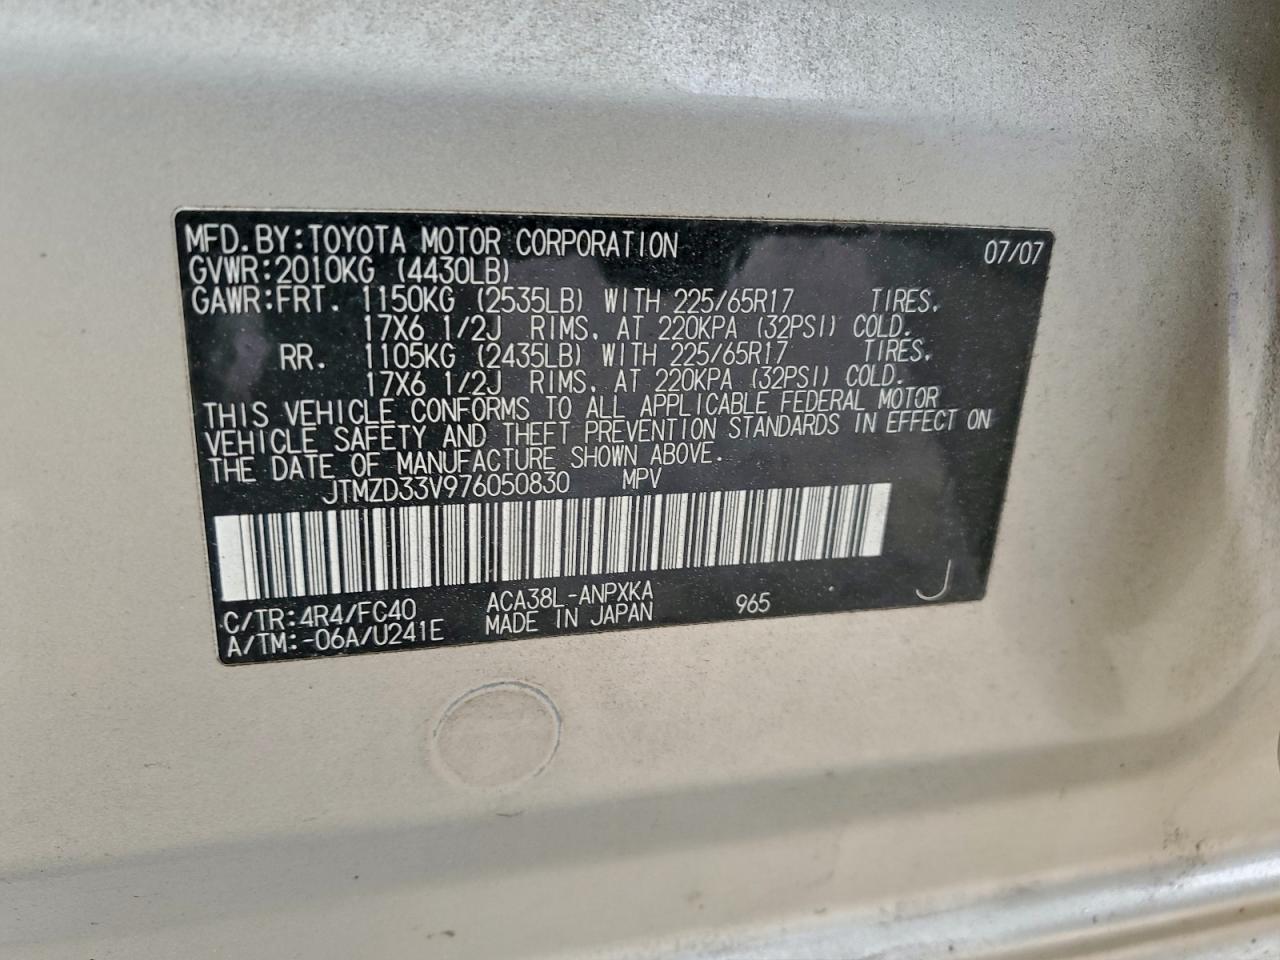 MFD. BY: TOYOTA MOTOR CORPORATION 07/07
GVWR: 2010KG (4430LB)
GAWR: FRT. 1150KG (2535LB) WITH 225/65R17 TIRES,
17X6 1/2J RIMS, AT 220KPA (32PSI) COLD.
RR. 1105KG (2435LB) WITH 225/65R17 TIRES,
17X6 1/2J RIMS, AT 220KPA (32PSI) COLD.
THIS VEHICLE CONFORMS TO ALL APPLICABLE FEDERAL MOTOR
VEHICLE SAFETY AND THEFT PREVENTION STANDARDS IN EFFECT ON
THE DATE OF MANUFACTURE SHOWN ABOVE.
JTMZD33V976050830 MPV
C/TR: 4R4/FC40 ACA38L-ANPXKA 965 J
A/TM: -06A/U241E MADE IN JAPAN